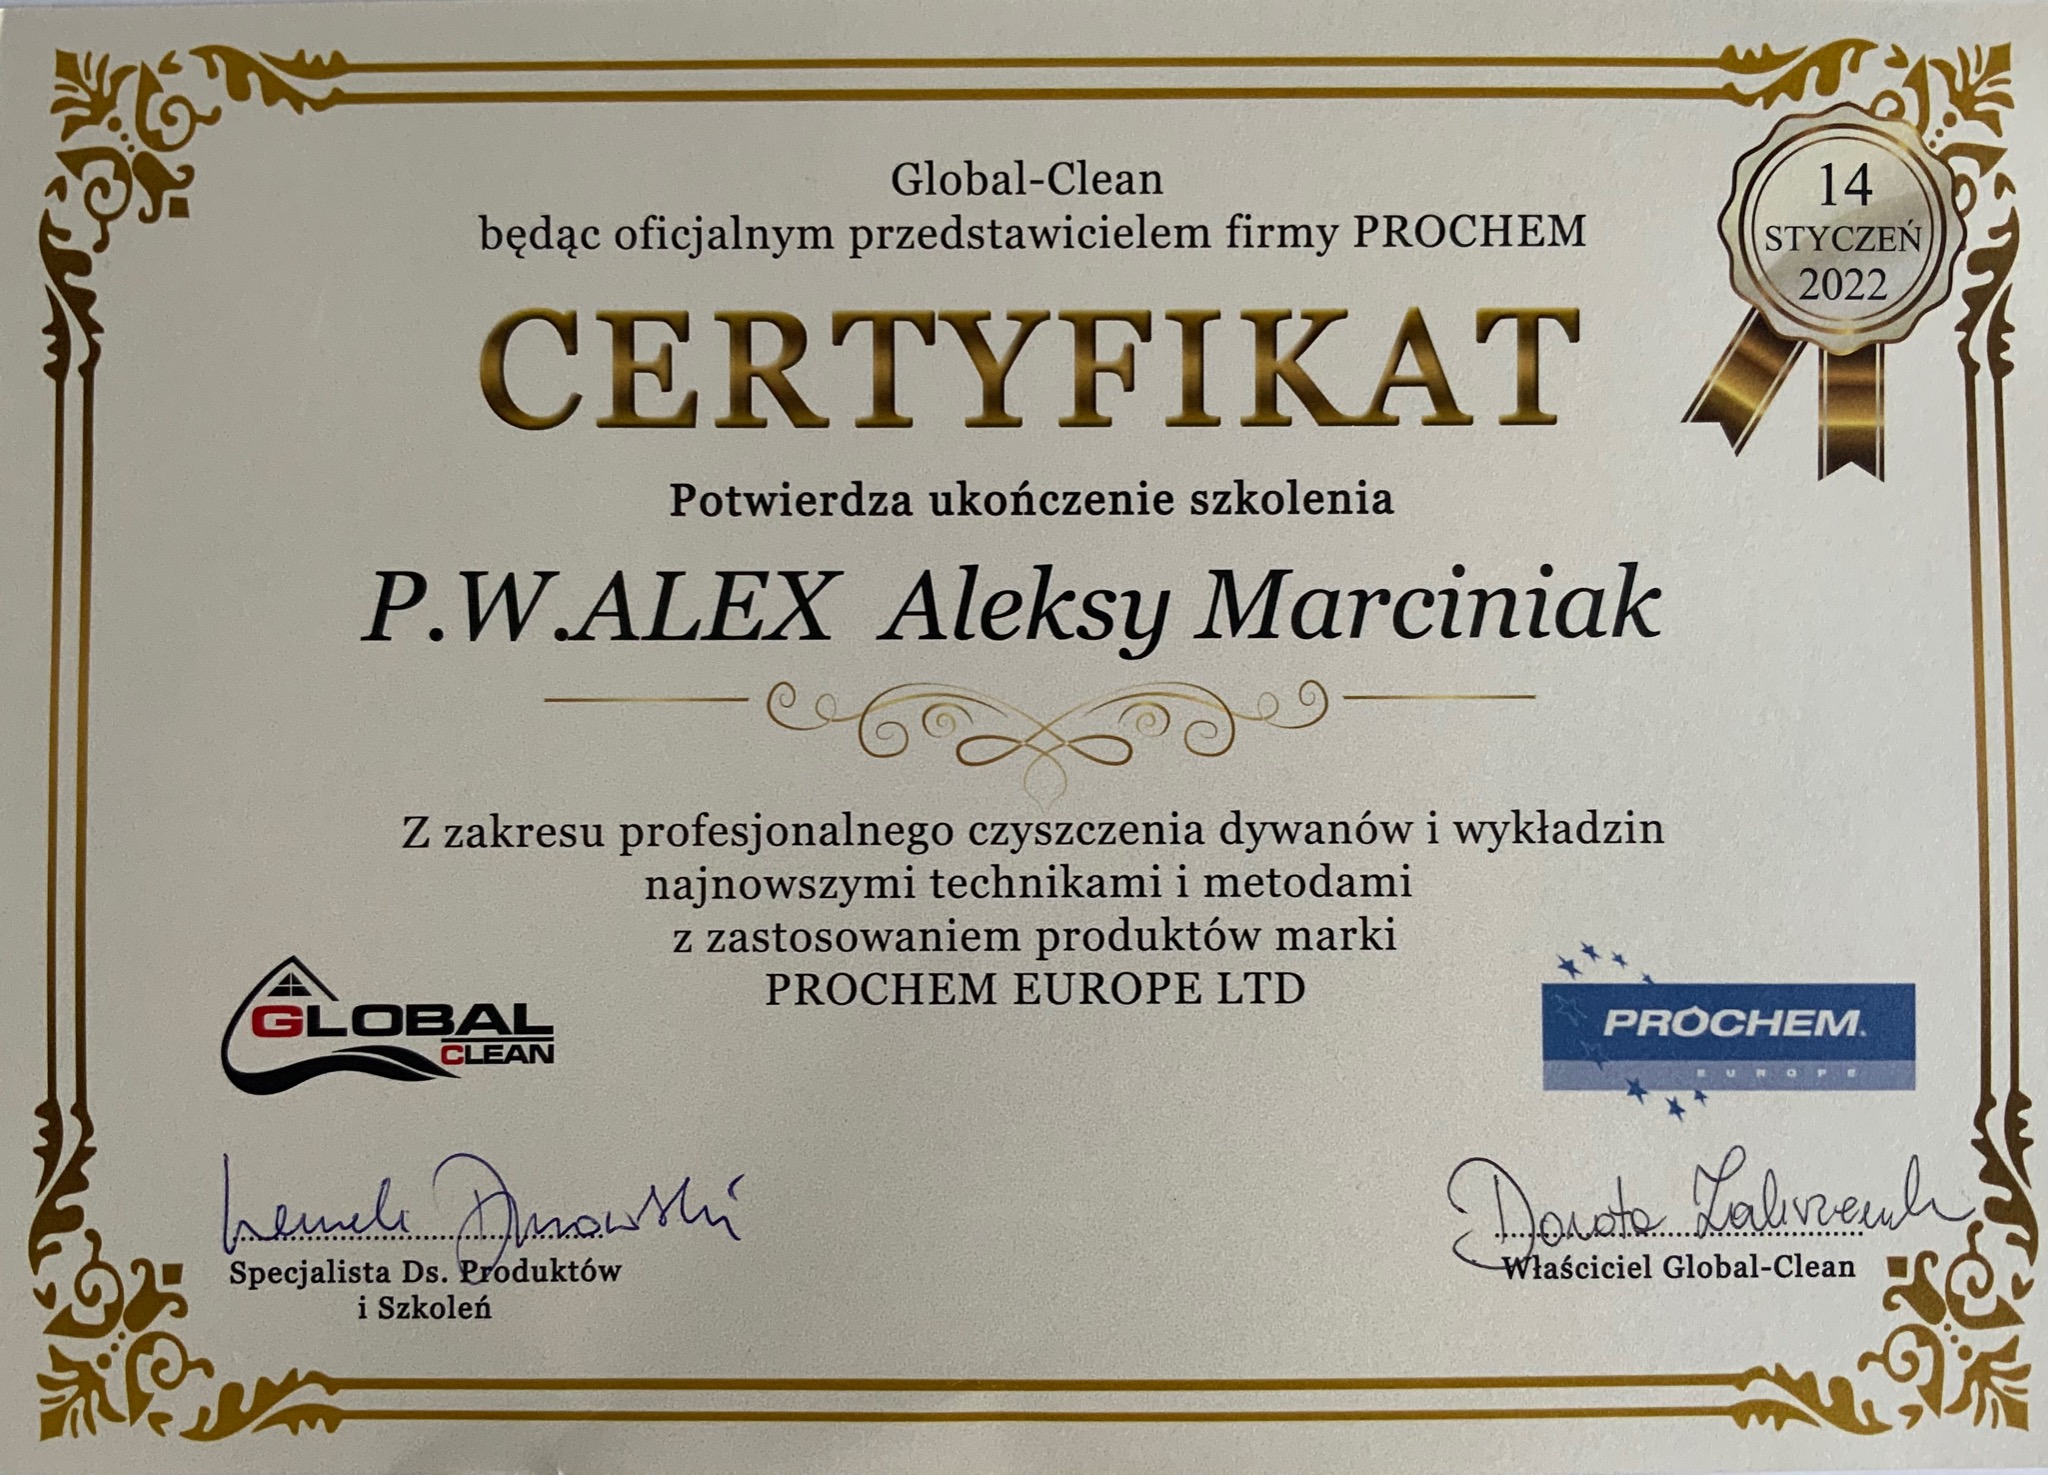 Global-Clean
będąc oficjalnym przedstawicielem firmy PROCHEM
14
STYCZEŃ
2022
CERTYFIKAT
Potwierdza ukończenie szkolenia
P.W.ALEX Aleksy Marciniak
Z zakresu profesjonalnego czyszczenia dywanów i wykładzin
najnowszymi technikami i metodami
z zastosowaniem produktów marki
PROCHEM EUROPE LTD
GLOBAL
CLEAN
PROCHEM.
EUROPE
Dorota
Specjalista Ds. Produktów
i Szkoleń
Właściciel Global-Clean